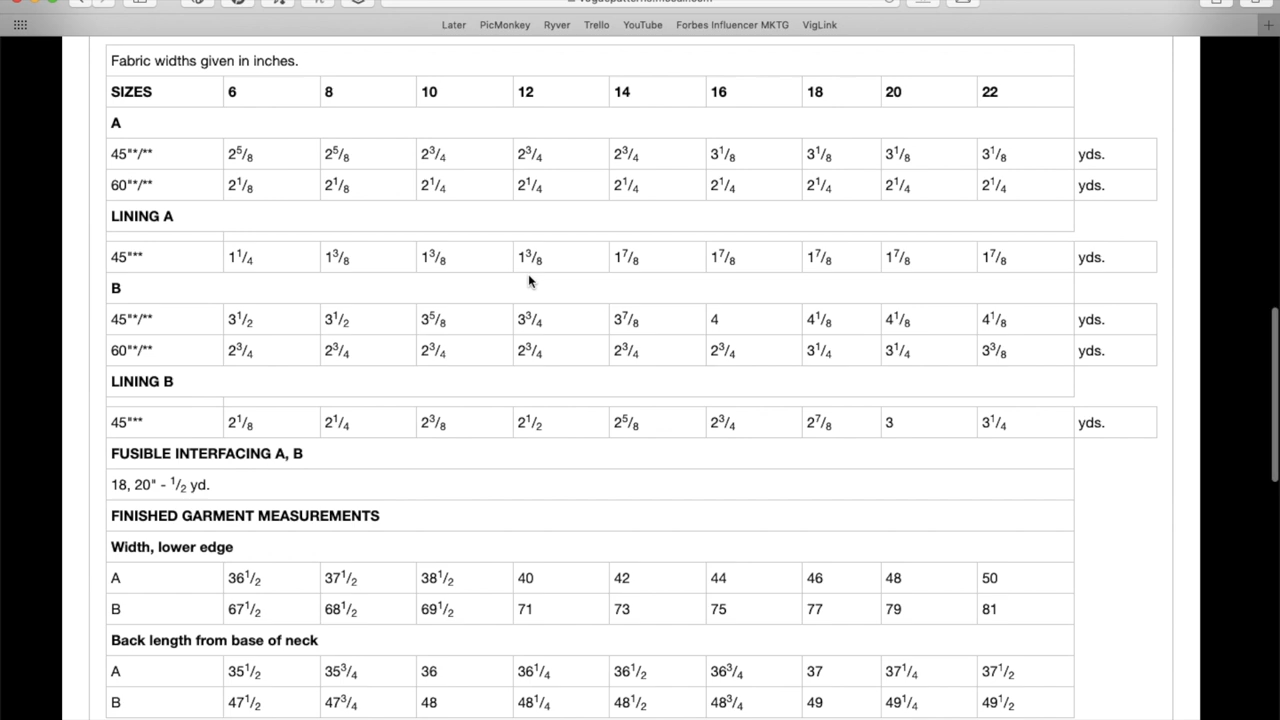 Later PicMonkey Ryver Trello YouTube Forbes Influencer MKTG VigLink +
Fabric widths given in inches.
SIZES 6 8 10 12 14 16 18 20 22
A
45"*/** 2 5/8 2 5/8 2 3/4 2 3/4 2 3/4 3 1/8 3 1/8 3 1/8 3 1/8 yds.
60"*/** 2 1/8 2 1/8 2 1/4 2 1/4 2 1/4 2 1/4 2 1/4 2 1/4 2 1/4 yds.
LINING A
45"** 1 1/4 1 3/8 1 3/8 1 3/8 1 7/8 1 7/8 1 7/8 1 7/8 1 7/8 yds.
B
45"*/** 3 1/2 3 1/2 3 5/8 3 3/4 3 7/8 4 4 1/8 4 1/8 4 1/8 yds.
60"*/** 2 3/4 2 3/4 2 3/4 2 3/4 2 3/4 2 3/4 3 1/4 3 1/4 3 3/8 yds.
LINING B
45"** 2 1/8 2 1/4 2 3/8 2 1/2 2 5/8 2 3/4 2 7/8 3 3 1/4 yds.
FUSIBLE INTERFACING A, B
18, 20" - 1/2 yd.
FINISHED GARMENT MEASUREMENTS
Width, lower edge
A 36 1/2 37 1/2 38 1/2 40 42 44 46 48 50
B 67 1/2 68 1/2 69 1/2 71 73 75 77 79 81
Back length from base of neck
A 35 1/2 35 3/4 36 36 1/4 36 1/2 36 3/4 37 37 1/4 37 1/2
B 47 1/2 47 3/4 48 48 1/4 48 1/2 48 3/4 49 49 1/4 49 1/2